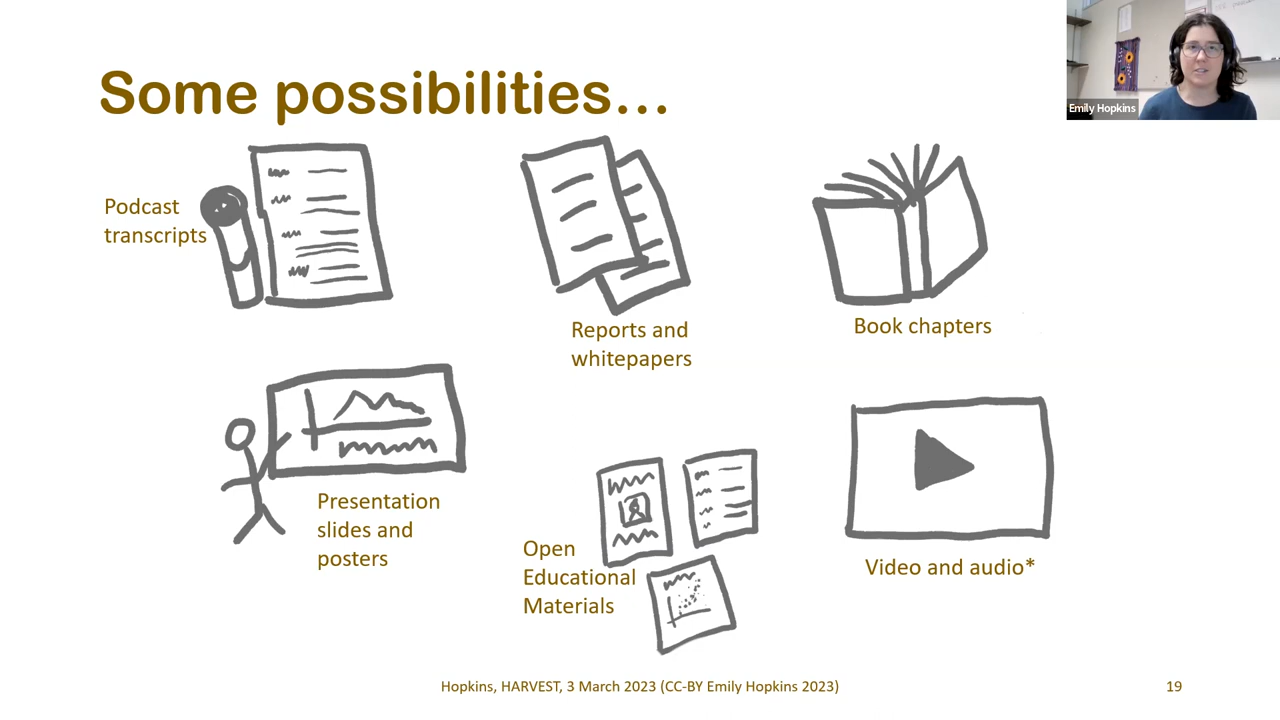 Some possibilities...
Emily Hopkins
Podcast
transcripts
Reports and
whitepapers
Book chapters
Presentation
slides and
posters
Open
Educational
Materials
Video and audio*
Hopkins, HARVEST, 3 March 2023 (CC-BY Emily Hopkins 2023)
19